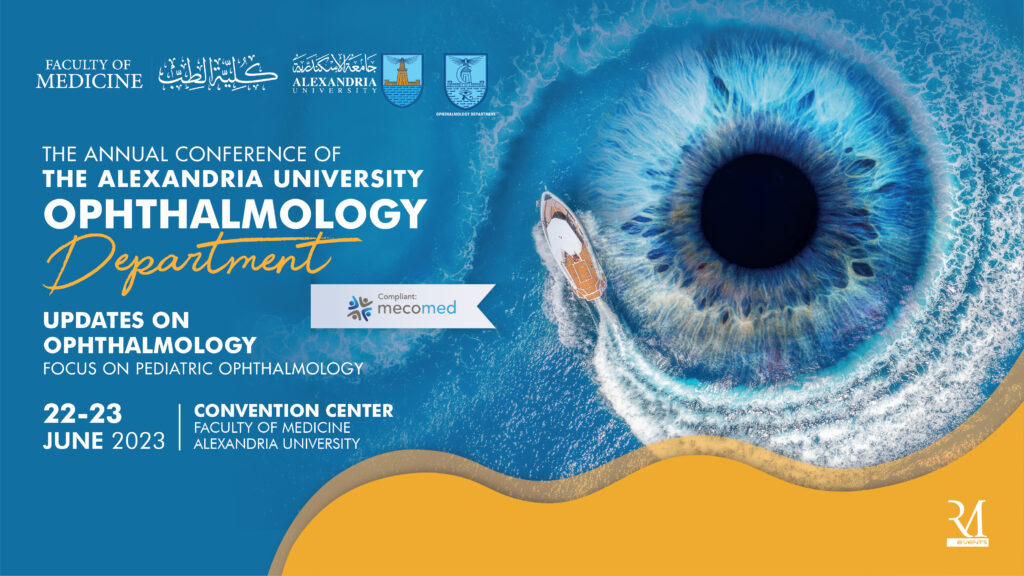 FACULTY OF
MEDICINE
كلية الطب
جامعة الإسكندرية
ALEXANDRIA
UNIVERSITY
OPHTHALMOLOGY DEPARTMENT
THE ANNUAL CONFERENCE OF
THE ALEXANDRIA UNIVERSITY
OPHTHALMOLOGY
Department
Compliant:
mecomed
UPDATES ON
OPHTHALMOLOGY
FOCUS ON PEDIATRIC OPHTHALMOLOGY
22-23
JUNE 2023
CONVENTION CENTER
FACULTY OF MEDICINE
ALEXANDRIA UNIVERSITY
EVENTS